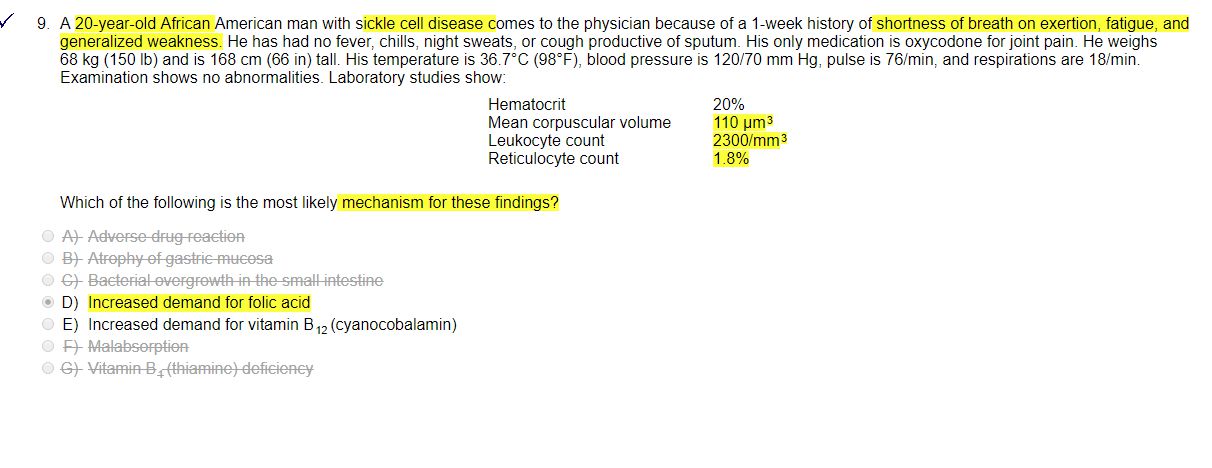 9. A 20-year-old African American man with sickle cell disease comes to the physician because of a 1-week history of shortness of breath on exertion, fatigue, and
generalized weakness. He has had no fever, chills, night sweats, or cough productive of sputum. His only medication is oxycodone for joint pain. He weighs
68 kg (150 lb) and is 168 cm (66 in) tall. His temperature is 36.7°C (98°F), blood pressure is 120/70 mm Hg, pulse is 76/min, and respirations are 18/min.
Examination shows no abnormalities. Laboratory studies show:
Hematocrit 20%
Mean corpuscular volume 110 µm³
Leukocyte count 2300/mm³
Reticulocyte count 1.8%
Which of the following is the most likely mechanism for these findings?
A) Adverse drug reaction
B) Atrophy of gastric mucosa
C) Bacterial overgrowth in the small intestine
D) Increased demand for folic acid
E) Increased demand for vitamin B₁₂ (cyanocobalamin)
F) Malabsorption
G) Vitamin B₁ (thiamine) deficiency